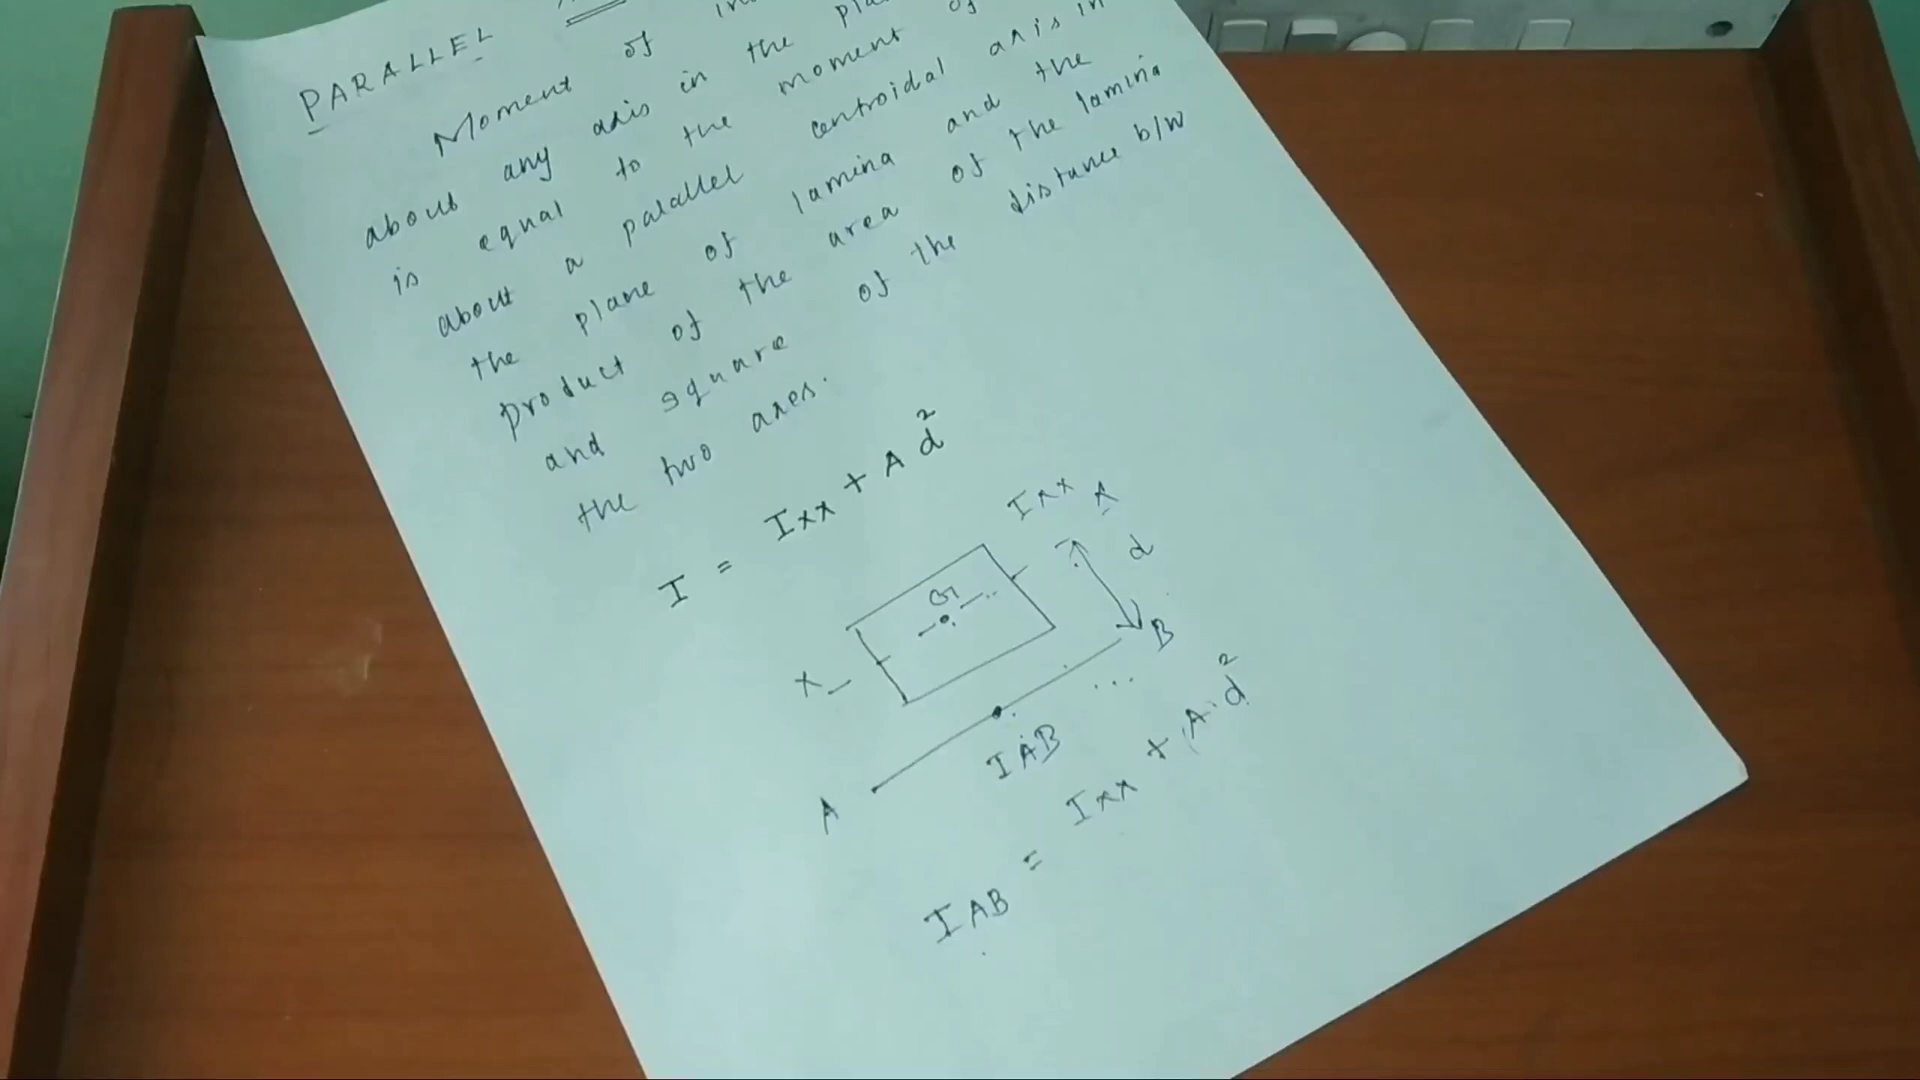 PARALLEL
Moment of
about any axis in the
is equal to the moment of
about a parallel centroidal axis in
the plane of lamina and the
product of the area of the lamina
and square of the distance b/w
the two axes.
I = Ixx + Ad²
Ixx X
d
G
X
B
IAB
A
IAB = Ixx + A.d²